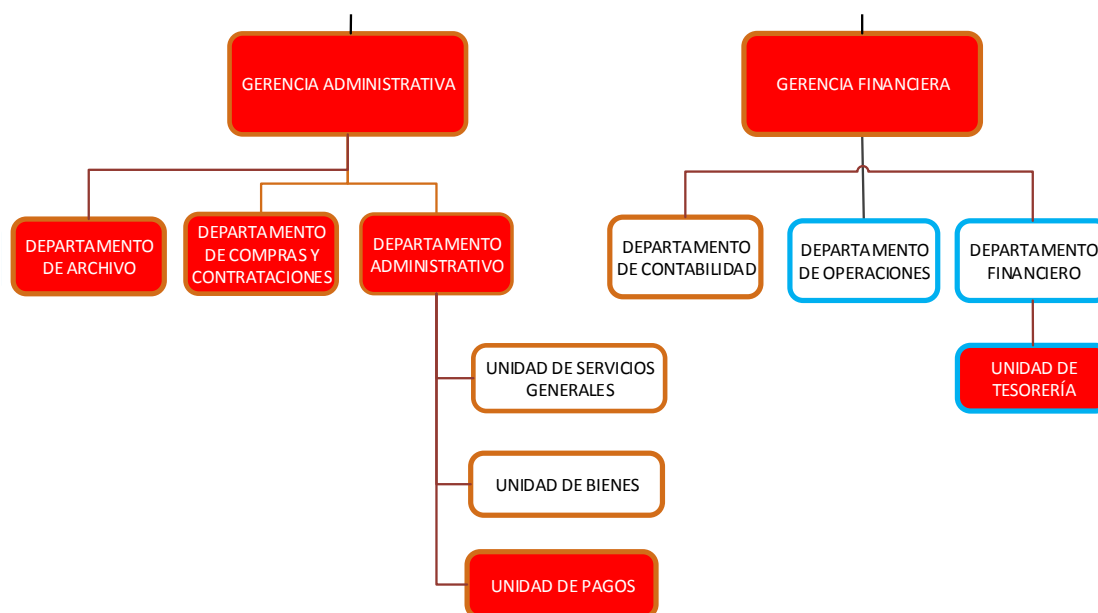 GERENCIA ADMINISTRATIVA
GERENCIA FINANCIERA
DEPARTAMENTO
DE ARCHIVO
DEPARTAMENTO
DE COMPRAS Y
CONTRATACIONES
DEPARTAMENTO
ADMINISTRATIVO
DEPARTAMENTO
DE CONTABILIDAD
DEPARTAMENTO
DE OPERACIONES
DEPARTAMENTO
FINANCIERO
UNIDAD DE SERVICIOS
GENERALES
UNIDAD DE
TESORERÍA
UNIDAD DE BIENES
UNIDAD DE PAGOS